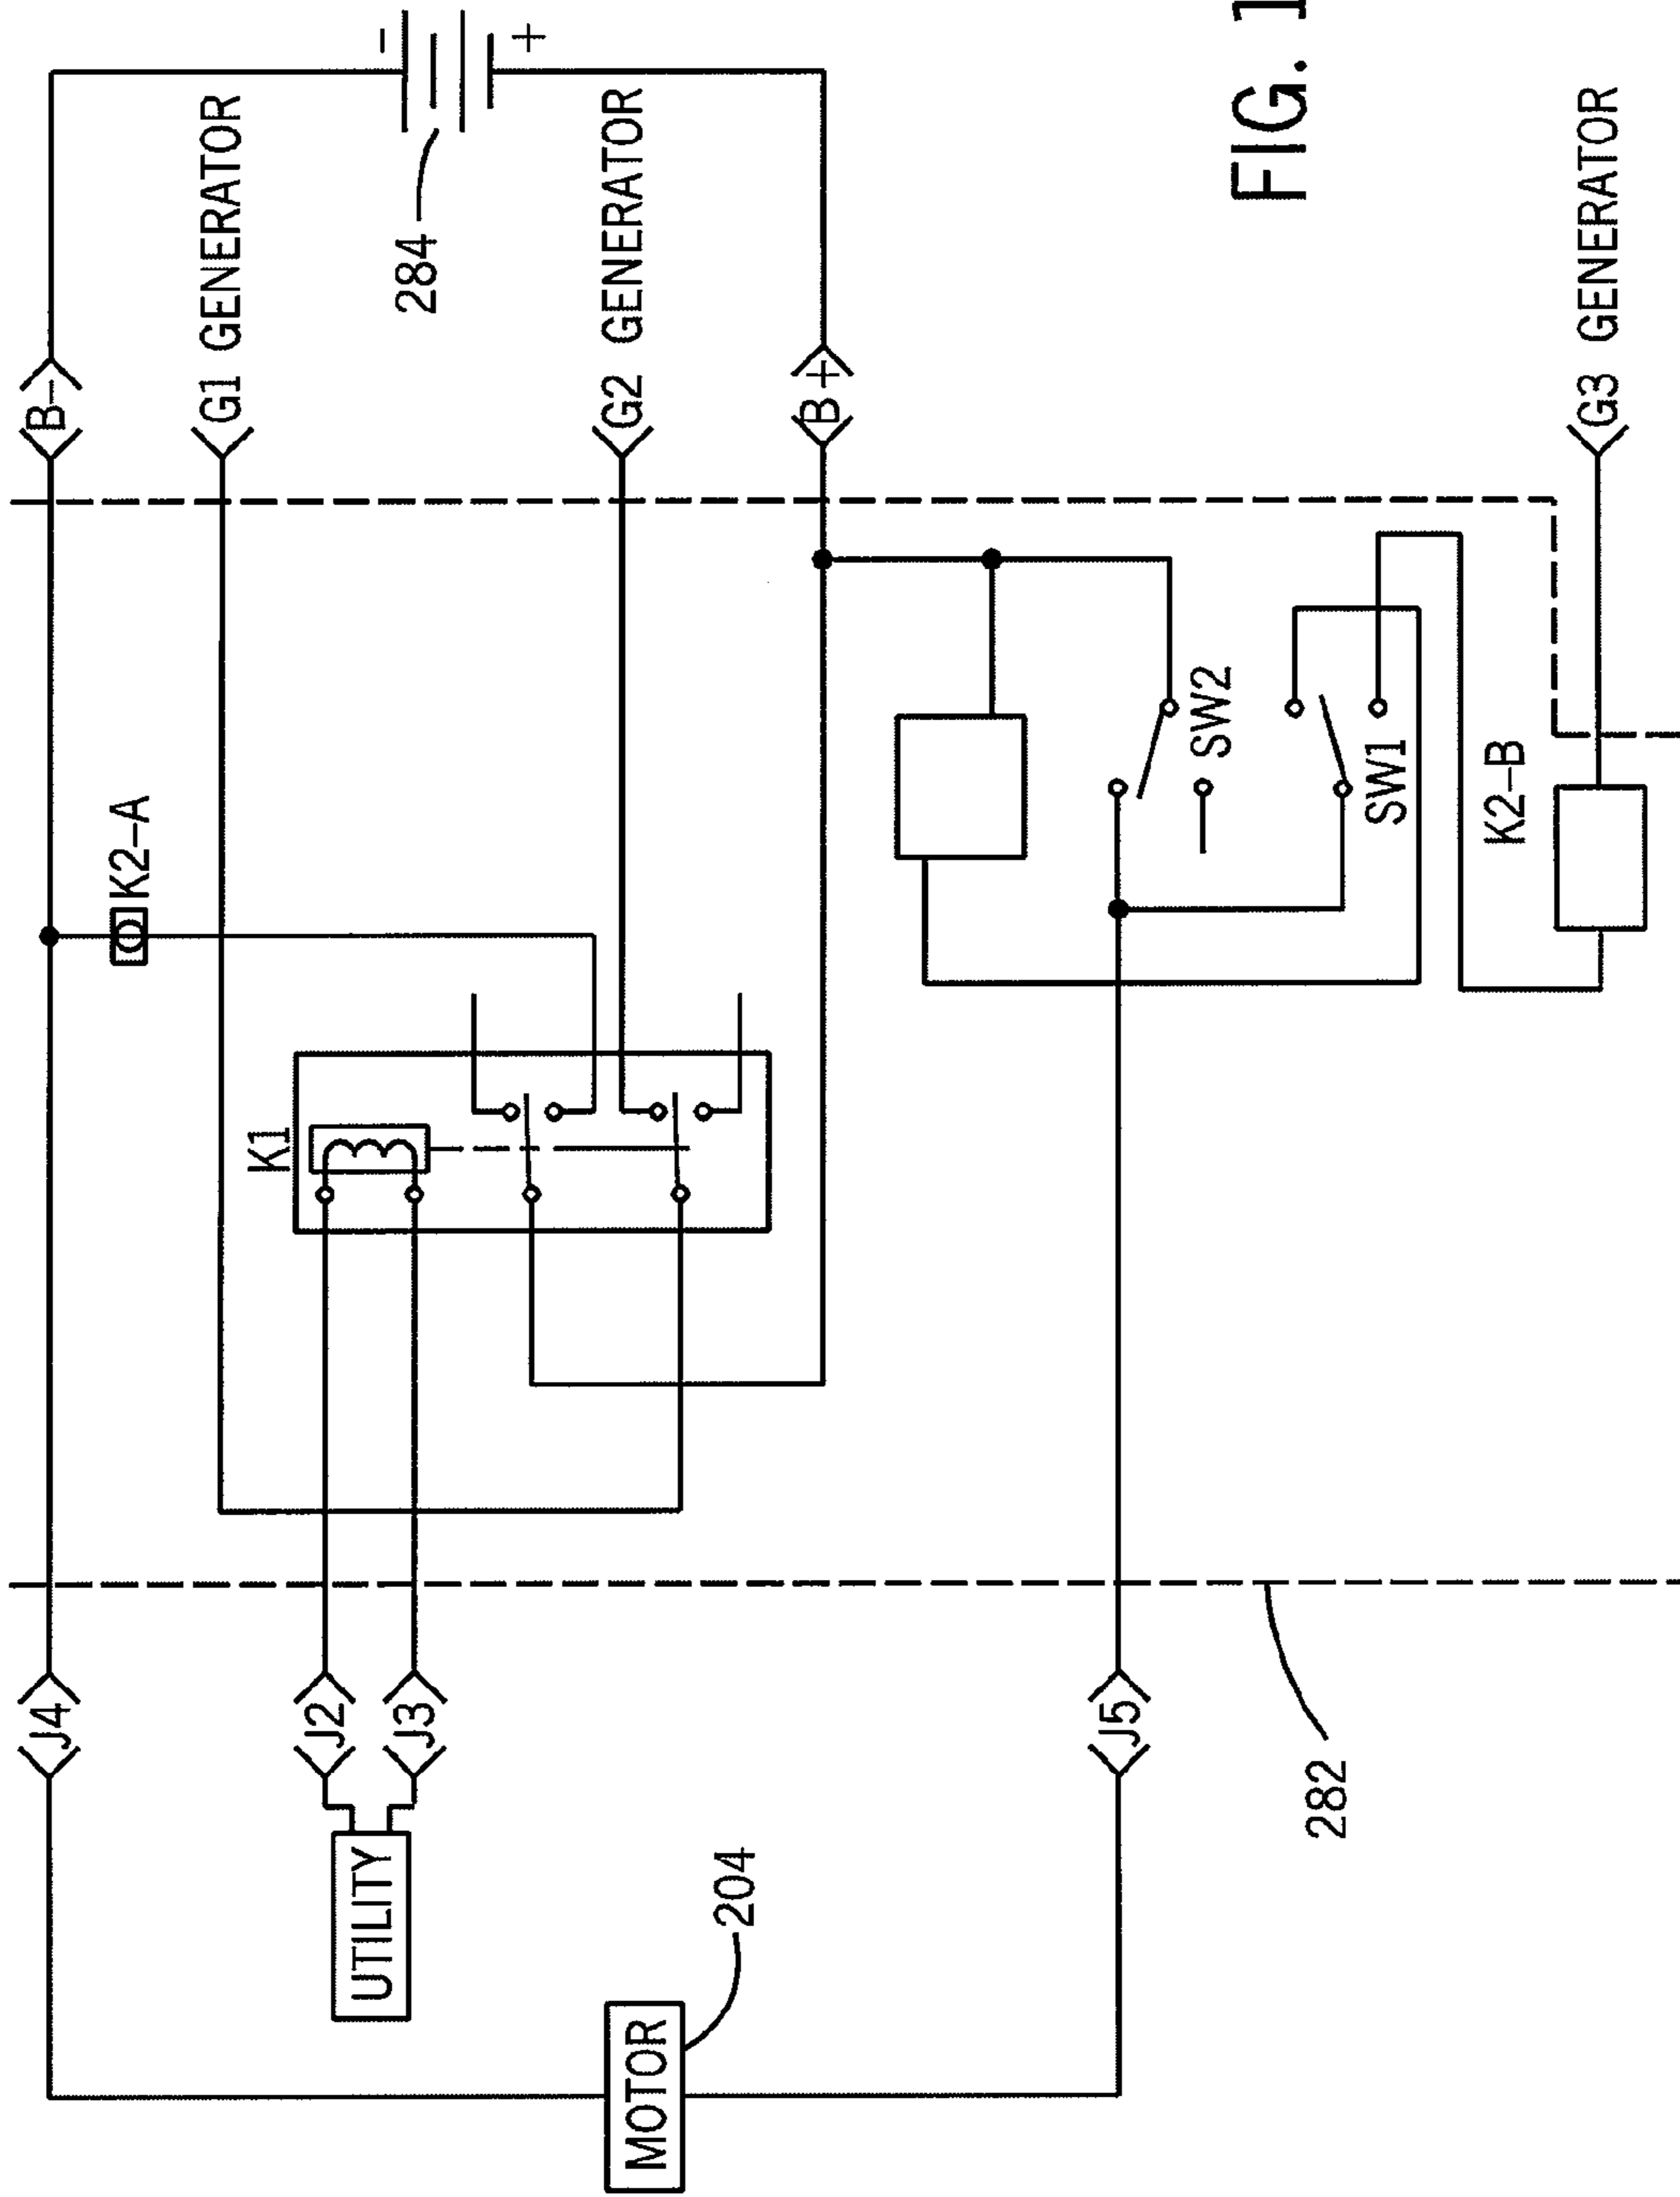 B-
G1 GENERATOR
-
284
G2 GENERATOR
+
B+
FIG. 1
G3 GENERATOR
K2-A
SW2
SW1
K2-B
K1
J4
J2
J3
J5
UTILITY
204
282
MOTOR